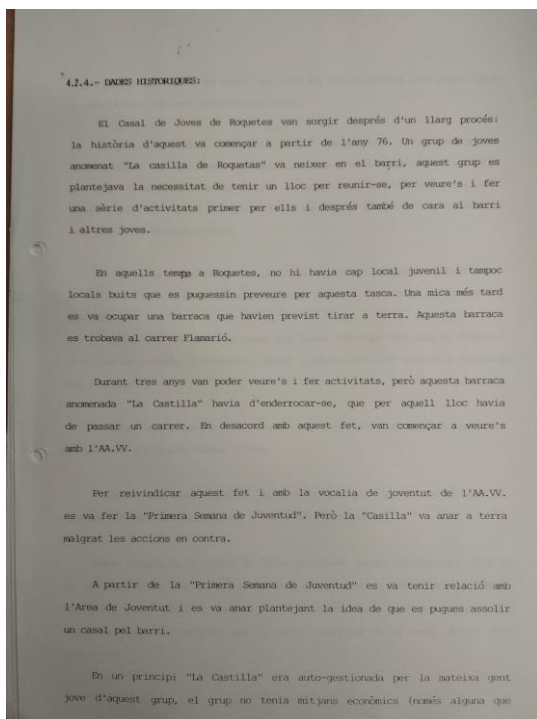 4.2.4.- DADES HISTORIQUES:
El Casal de Joves de Roquetes van sorgir després d'un llarg procés:
la història d'aquest va començar a partir de l'any 76. Un grup de joves
anomenat "La casilla de Roquetas" va neixer en el barri, aquest grup es
plantejava la necessitat de tenir un lloc per reunir-se, per veure's i fer
una sèrie d'activitats primer per ells i després també de cara al barri
i altres joves.
En aquells temps a Roquetes, no hi havia cap local juvenil i tampoc
locals buits que es puguessin preveure per aquesta tasca. Una mica més tard
es va ocupar una barraca que havien previst tirar a terra. Aquesta barraca
es trobava al carrer Flamarió.
Durant tres anys van poder veure's i fer activitats, però aquesta barraca
anomenada "La Castilla" havia d'enderrocar-se, que per aquell lloc havia
de passar un carrer. En desacord amb aquest fet, van començar a veure's
amb l'AA.VV.
Per reivindicar aquest fet i amb la vocalia de joventut de l'AA.VV.
es va fer la "Primera Semana de Juventud". Però la "Casilla" va anar a terra
malgrat les accions en contra.
A partir de la "Primera Semana de Juventud" es va tenir relació amb
l'Area de Joventut i es va anar plantejant la idea de que es pugues assolir
un casal pel barri.
En un principi "La Castilla" era auto-gestionada per la mateixa gent
jove d'aquest grup, el grup no tenia mitjans econòmics (només alguna que